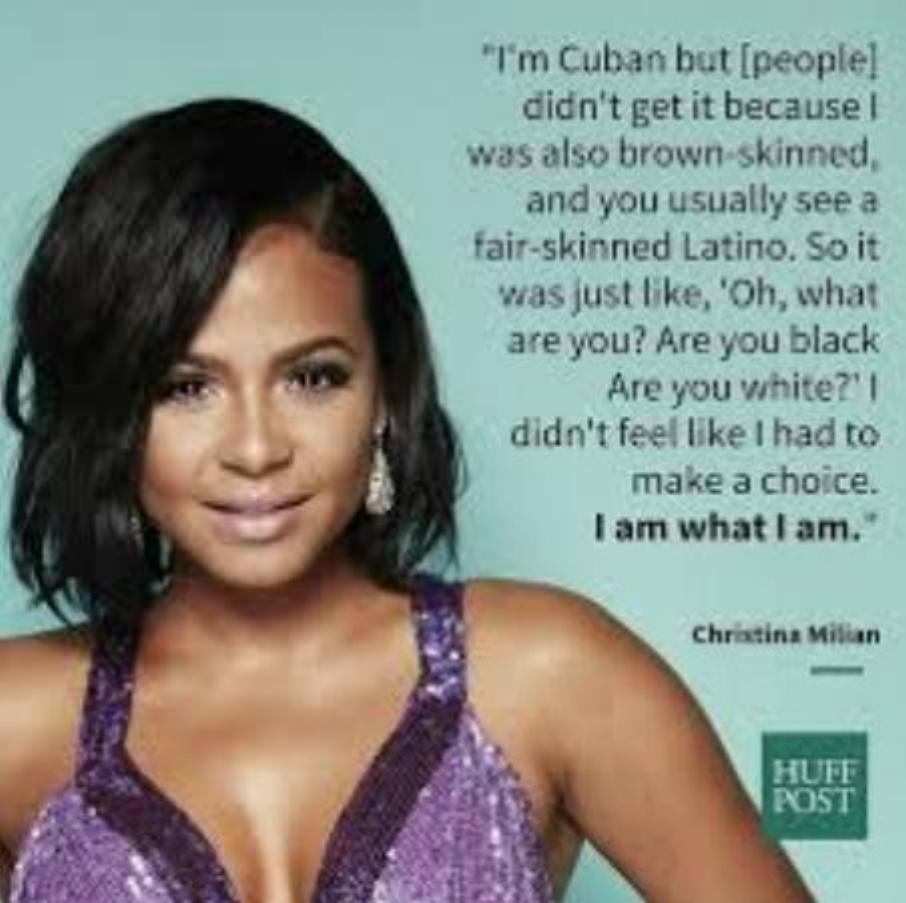 "I'm Cuban but [people]
didn't get it because I
was also brown-skinned,
and you usually see a
fair-skinned Latino. So it
was just like, 'Oh, what
are you? Are you black
Are you white?' I
didn't feel like I had to
make a choice.
I am what I am."
Christina Milian
HUFF
POST